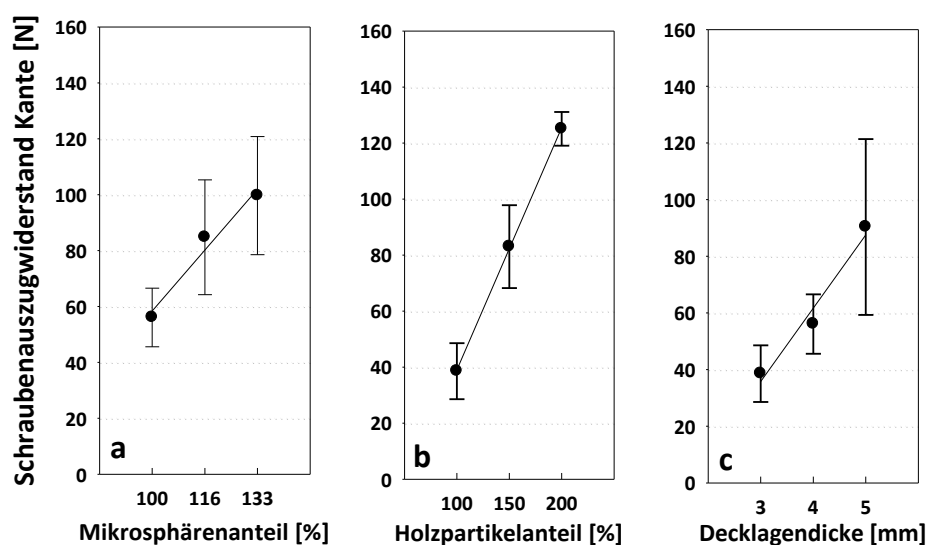 Schraubenauszugwiderstand Kante [N]
160
140
120
100
80
60
40
20
0
a
100 116 133
Mikrosphärenanteil [%]
160
140
120
100
80
60
40
20
0
b
100 150 200
Holzpartikelanteil [%]
160
140
120
100
80
60
40
20
0
c
3 4 5
Decklagendicke [mm]